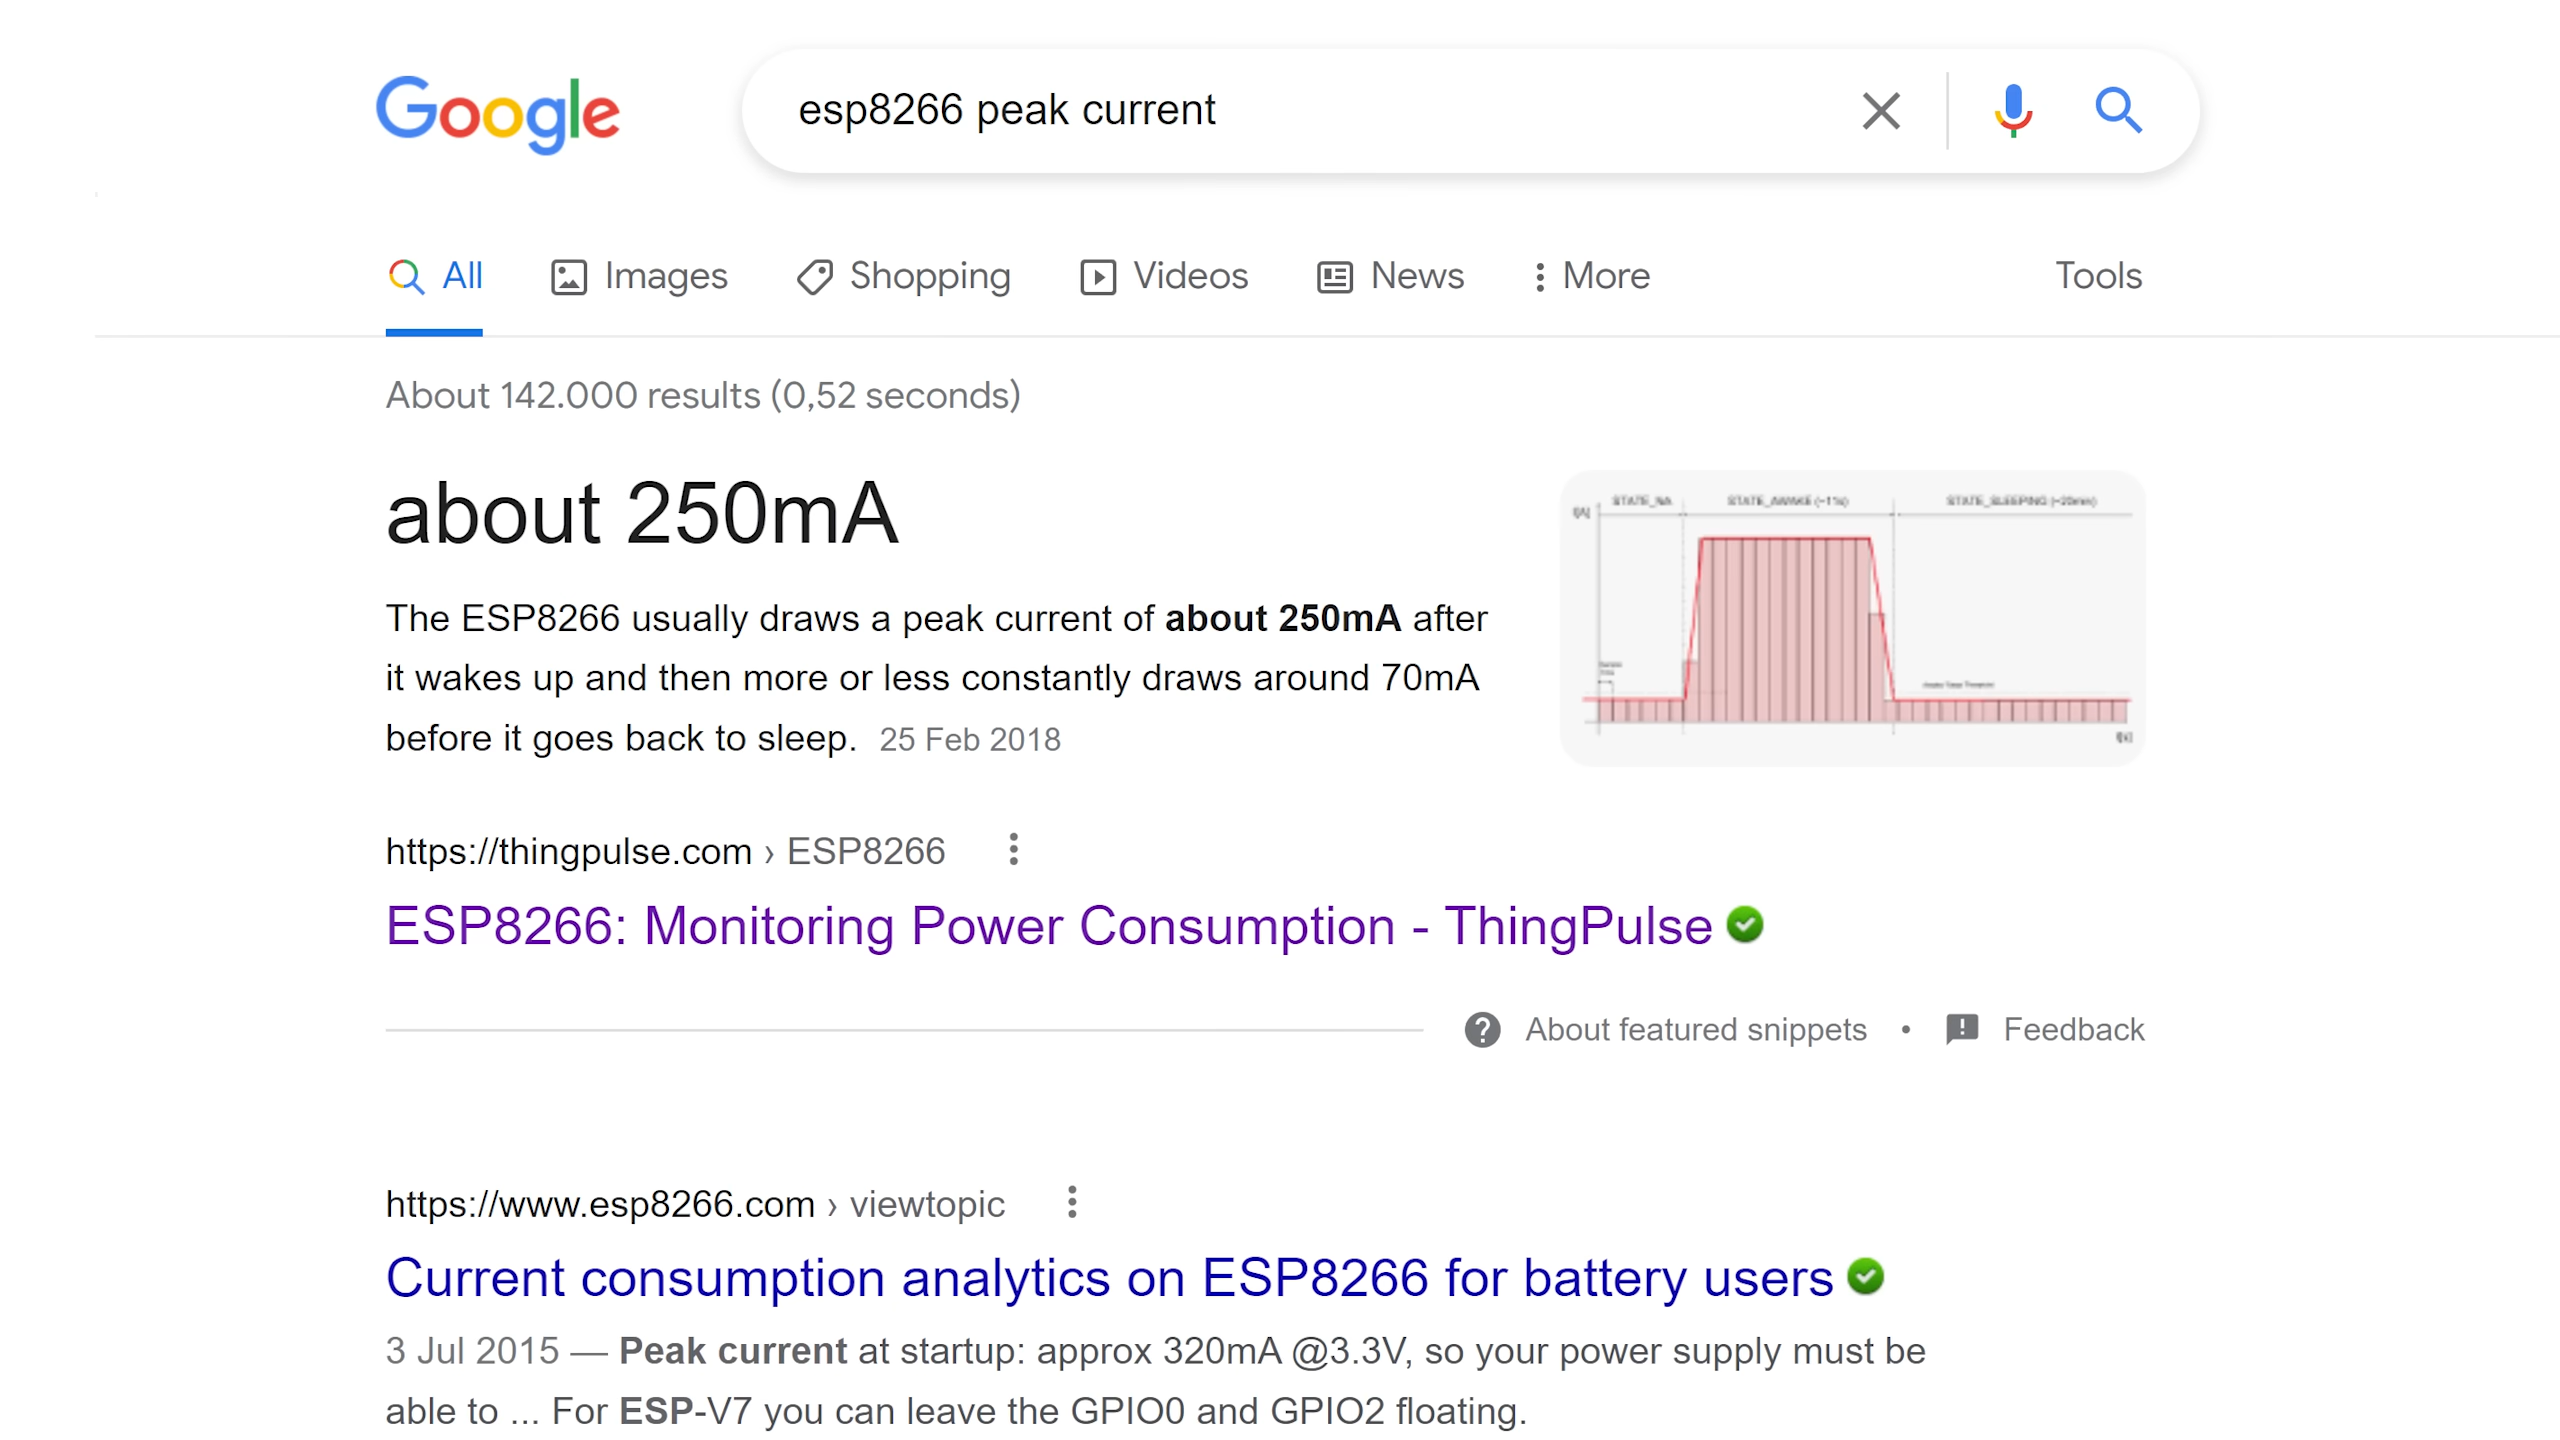 Google
esp8266 peak current
All Images Shopping Videos News More Tools
About 142.000 results (0,52 seconds)
about 250mA
The ESP8266 usually draws a peak current of about 250mA after
it wakes up and then more or less constantly draws around 70mA
before it goes back to sleep. 25 Feb 2018
STATE_NA STATE_AWAKE (~11s) STATE_SLEEPING (~20min)
https://thingpulse.com › ESP8266
ESP8266: Monitoring Power Consumption - ThingPulse
About featured snippets • Feedback
https://www.esp8266.com › viewtopic
Current consumption analytics on ESP8266 for battery users
3 Jul 2015 — Peak current at startup: approx 320mA @3.3V, so your power supply must be
able to ... For ESP-V7 you can leave the GPIO0 and GPIO2 floating.